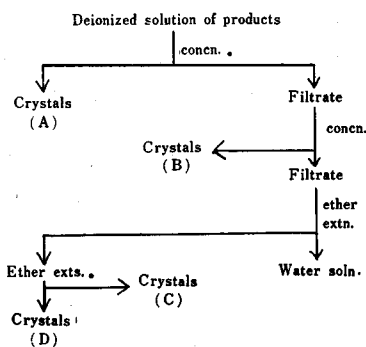 Deionized solution of products
concn.
Crystals
(A)
Filtrate
concn.
Crystals
(B)
Filtrate
ether
extn.
Ether exts.
Water soln.
Crystals
(C)
Crystals
(D)